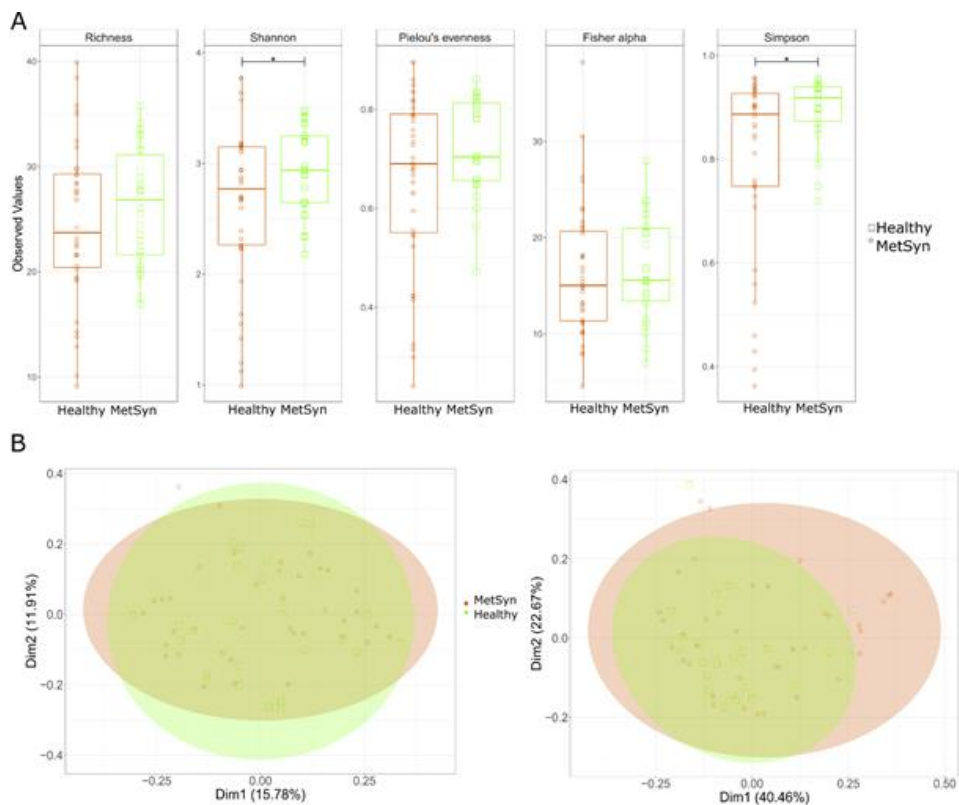 A
Richness
Shannon
Pielou's evenness
Fisher alpha
Simpson
Observed Values
40
30
20
10
*
4
3
2
1
0.8
0.6
0.4
30
20
10
*
1.0
0.8
0.6
0.4
Healthy MetSyn
Healthy MetSyn
Healthy MetSyn
Healthy MetSyn
Healthy MetSyn
Healthy
MetSyn
B
Dim2 (11.91%)
0.4
0.2
0.0
−0.2
−0.4
−0.25 0.00 0.25
Dim1 (15.78%)
MetSyn
Healthy
Dim2 (22.67%)
0.4
0.2
0.0
−0.2
−0.25 0.00 0.25 0.50
Dim1 (40.46%)